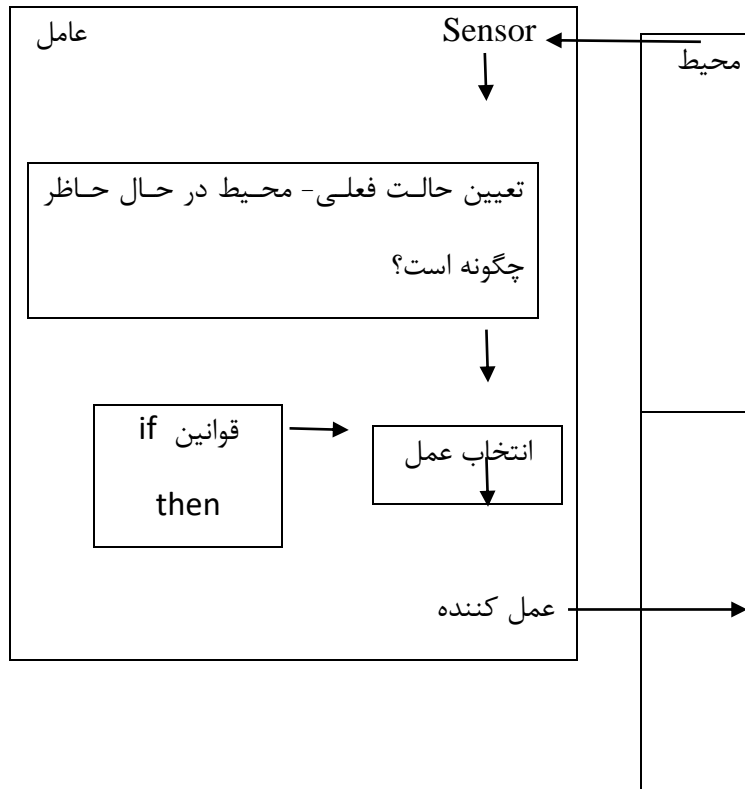 عامل
Sensor
محیط
تعیین حالت فعلی- محیط در حال حاظر
چگونه است؟
قوانین if
then
انتخاب عمل
عمل کننده